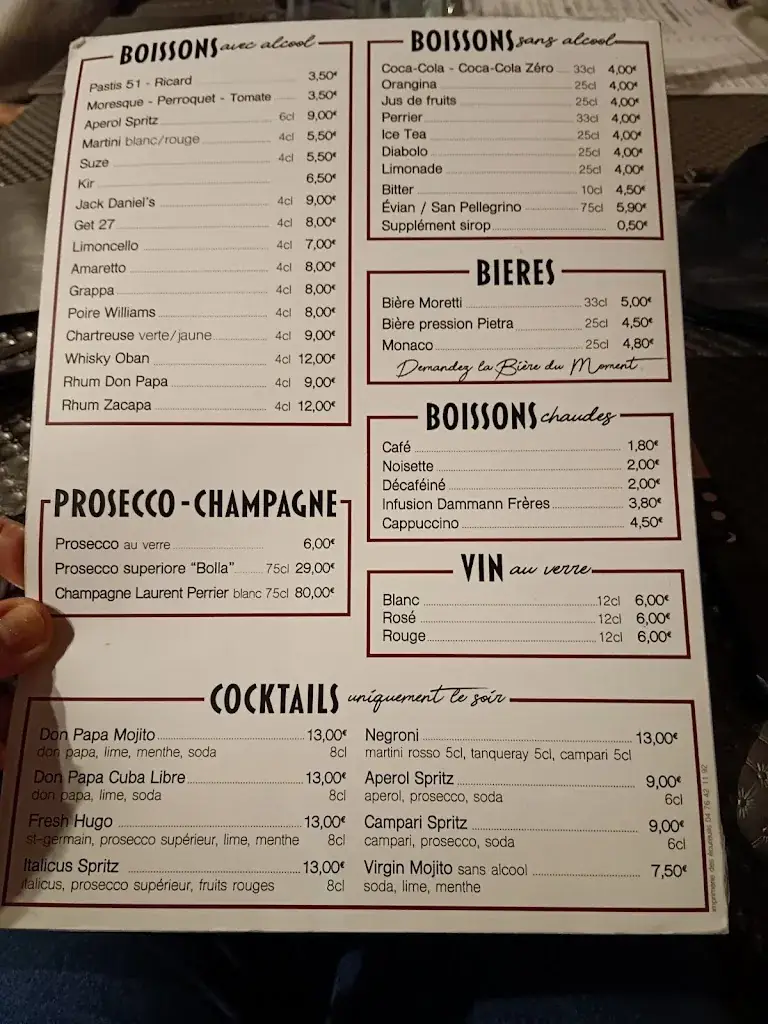 BOISSONS avec alcool
Pastis 51 - Ricard 3,50€
Moresque - Perroquet - Tomate 3,50€
Aperol Spritz 6cl 9,00€
Martini blanc/rouge 4cl 5,50€
Suze 4cl 5,50€
Kir 6,50€
Jack Daniel's 4cl 9,00€
Get 27 4cl 8,00€
Limoncello 4cl 7,00€
Amaretto 4cl 8,00€
Grappa 4cl 8,00€
Poire Williams 4cl 8,00€
Chartreuse verte/jaune 4cl 9,00€
Whisky Oban 4cl 12,00€
Rhum Don Papa 4cl 9,00€
Rhum Zacapa 4cl 12,00€
PROSECCO - CHAMPAGNE
Prosecco au verre 6,00€
Prosecco superiore "Bolla" 75cl 29,00€
Champagne Laurent Perrier blanc 75cl 80,00€
BOISSONS sans alcool
Coca-Cola - Coca-Cola Zéro 33cl 4,00€
Orangina 25cl 4,00€
Jus de fruits 25cl 4,00€
Perrier 33cl 4,00€
Ice Tea 25cl 4,00€
Diabolo 25cl 4,00€
Limonade 25cl 4,00€
Bitter 10cl 4,50€
Évian / San Pellegrino 75cl 5,90€
Supplément sirop 0,50€
BIERES
Bière Moretti 33cl 5,00€
Bière pression Pietra 25cl 4,50€
Monaco 25cl 4,80€
Demandez la Bière du Moment
BOISSONS chaudes
Café 1,80€
Noisette 2,00€
Décaféiné 2,00€
Infusion Dammann Frères 3,80€
Cappuccino 4,50€
VIN au verre
Blanc 12cl 6,00€
Rosé 12cl 6,00€
Rouge 12cl 6,00€
COCKTAILS uniquement le soir
Don Papa Mojito 13,00€
don papa, lime, menthe, soda 8cl
Don Papa Cuba Libre 13,00€
don papa, lime, soda 8cl
Fresh Hugo 13,00€
st-germain, prosecco supérieur, lime, menthe 8cl
Italicus Spritz 13,00€
italicus, prosecco supérieur, fruits rouges 8cl
Negroni 13,00€
martini rosso 5cl, tanqueray 5cl, campari 5cl
Aperol Spritz 9,00€
aperol, prosecco, soda 6cl
Campari Spritz 9,00€
campari, prosecco, soda 6cl
Virgin Mojito sans alcool 7,50€
soda, lime, menthe
imprimerie des écureuils 04 76 42 11 92